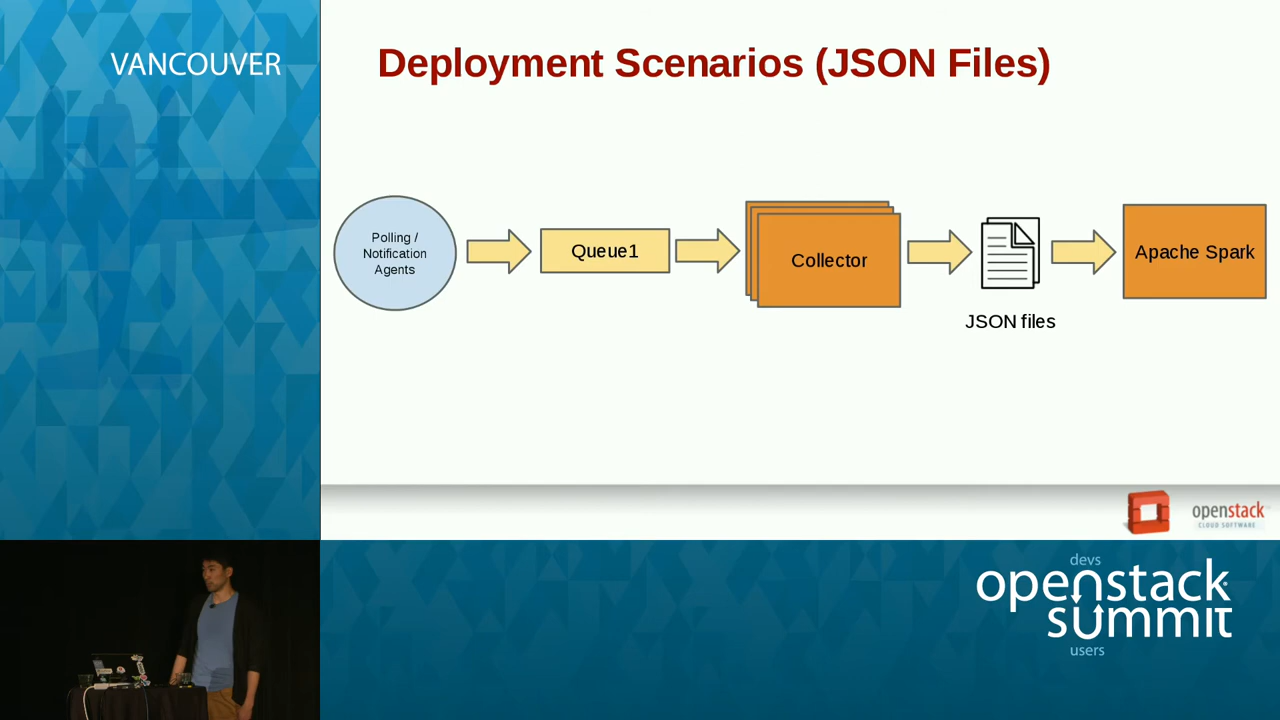 VANCOUVER
Deployment Scenarios (JSON Files)
Polling /
Notification
Agents
Queue1
Collector
JSON files
Apache Spark
openstack
CLOUD SOFTWARE
devs
openstack
summit
users